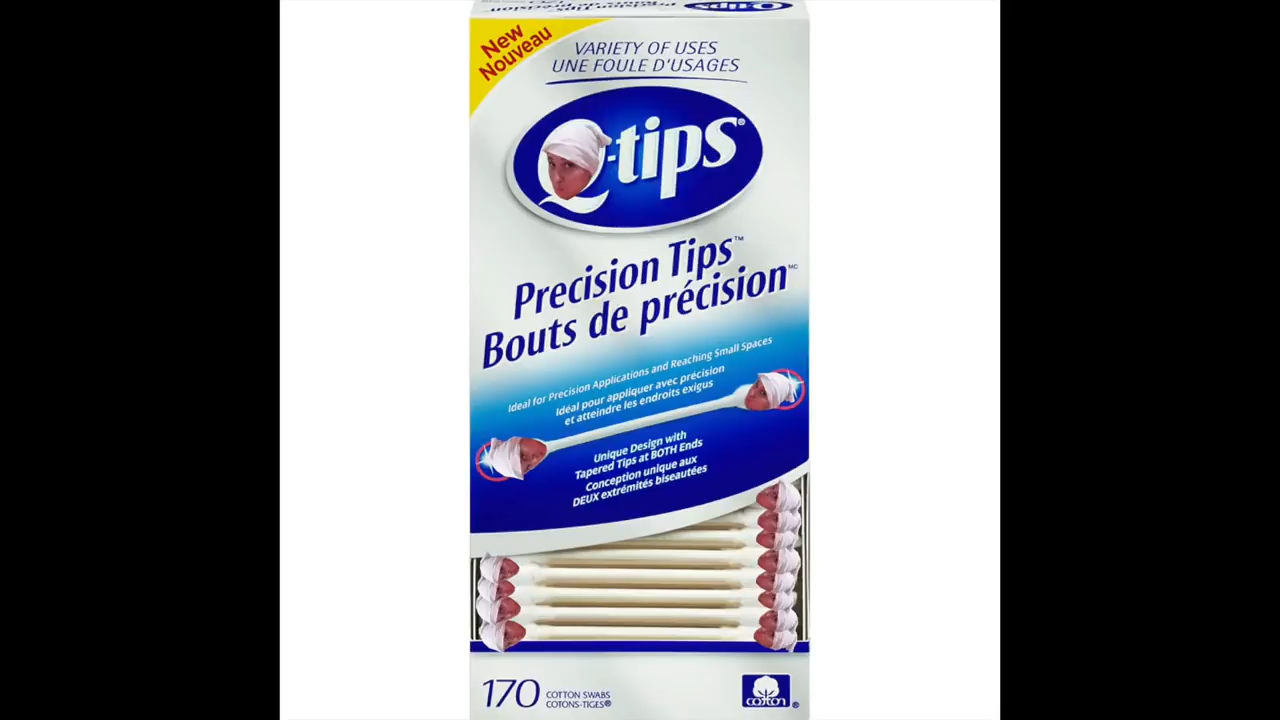 New
Nouveau
VARIETY OF USES
UNE FOULE D'USAGES
Q-tips®
Precision Tips™
Bouts de précision MC
Ideal for Precision Applications and Reaching Small Spaces
Idéal pour appliquer avec précision
et atteindre les endroits exigus
Unique Design with
Tapered Tips at BOTH Ends
Conception unique aux
DEUX extrémités biseautées
170 COTTON SWABS
COTONS-TIGES®
cotton®